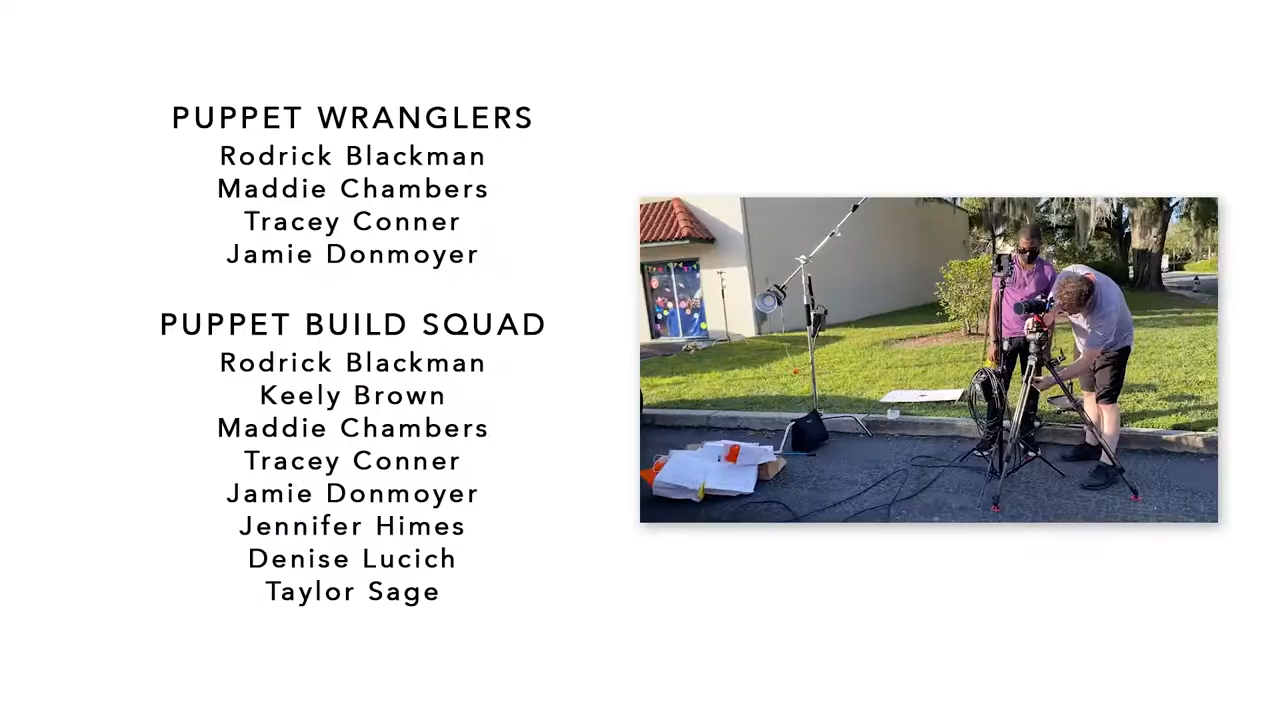 PUPPET WRANGLERS
Rodrick Blackman
Maddie Chambers
Tracey Conner
Jamie Donmoyer
PUPPET BUILD SQUAD
Rodrick Blackman
Keely Brown
Maddie Chambers
Tracey Conner
Jamie Donmoyer
Jennifer Himes
Denise Lucich
Taylor Sage